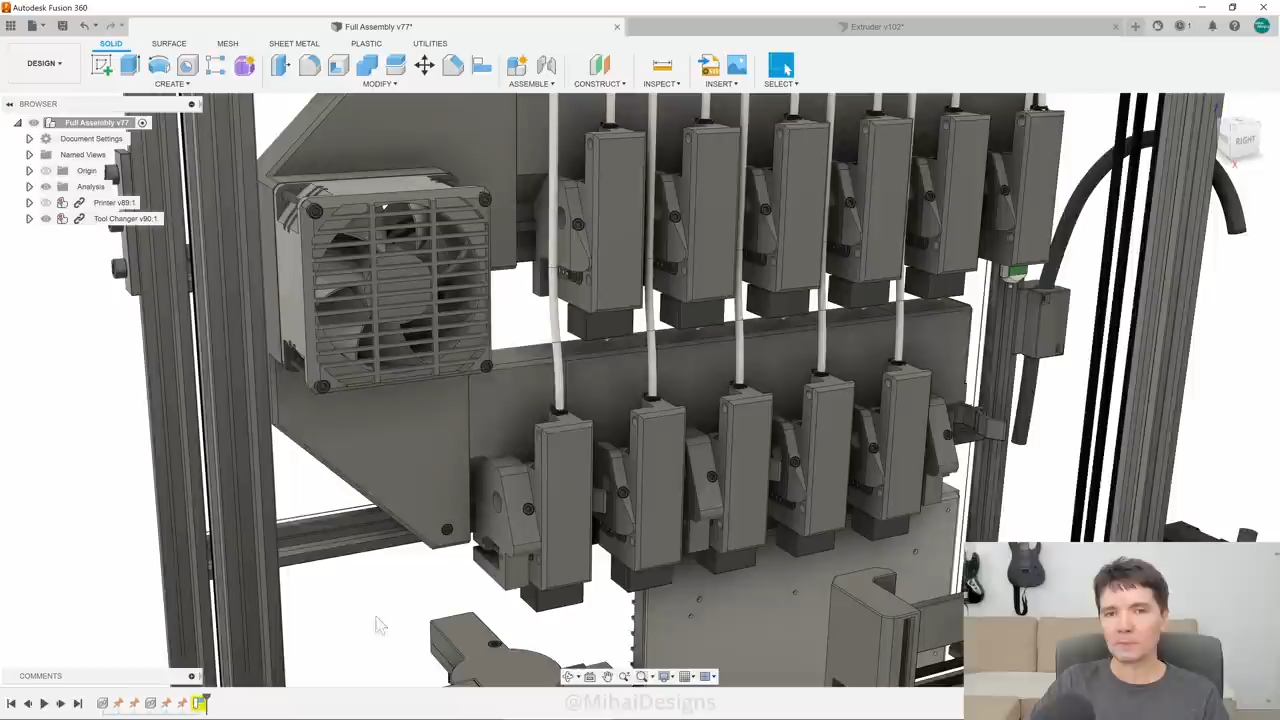 Autodesk Fusion 360
Full Assembly v77*
Extruder v102*
1
DESIGN
SOLID
SURFACE
MESH
SHEET METAL
PLASTIC
UTILITIES
CREATE
MODIFY
ASSEMBLE
CONSTRUCT
INSPECT
INSERT
SELECT
BROWSER
Full Assembly v77
Document Settings
Named Views
Origin
Analysis
Printer v89:1
Tool Changer v90:1
RIGHT
X
COMMENTS
@MihaiDesigns